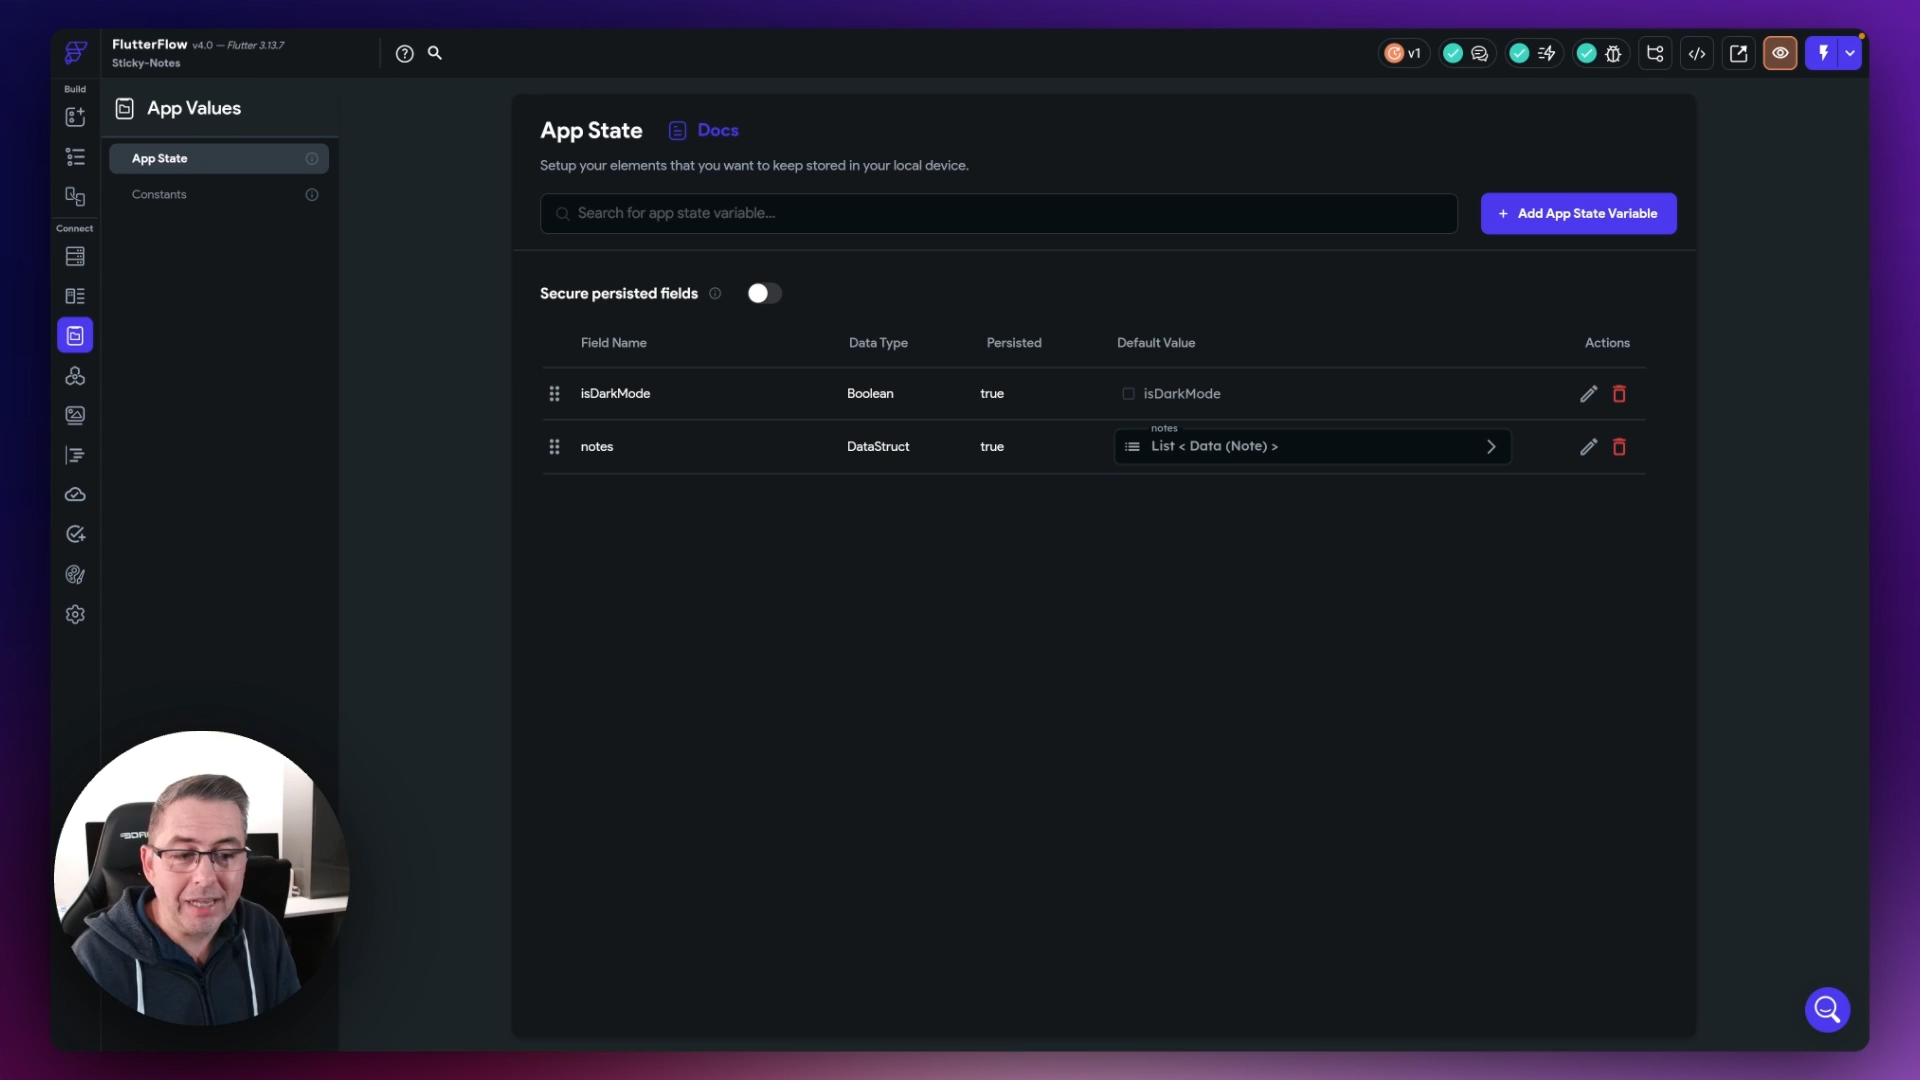 FlutterFlow v4.0 — Flutter 3.13.7
Sticky-Notes
v1
Build
Connect
App Values
App State
Constants
App State
Docs
Setup your elements that you want to keep stored in your local device.
Search for app state variable...
+ Add App State Variable
Secure persisted fields
Field Name Data Type Persisted Default Value Actions
isDarkMode Boolean true isDarkMode
notes
notes DataStruct true List < Data (Note) >